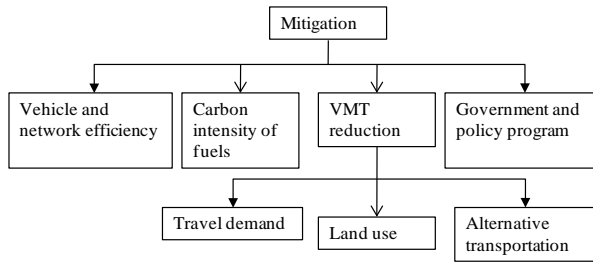 Mitigation
Vehicle and
network efficiency
Carbon
intensity of
fuels
VMT
reduction
Government and
policy program
Travel demand
Land use
Alternative
transportation